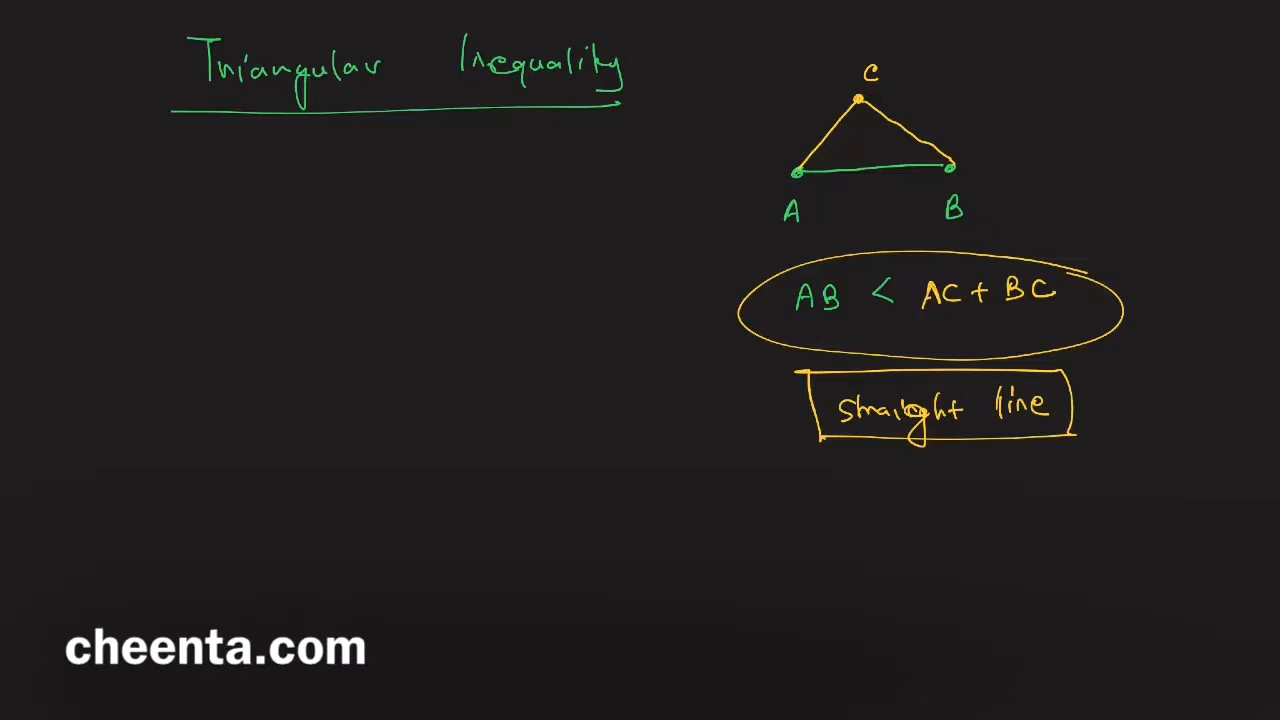 Triangular Inequality
C
A B
AB < AC + BC
straight line
cheenta.com